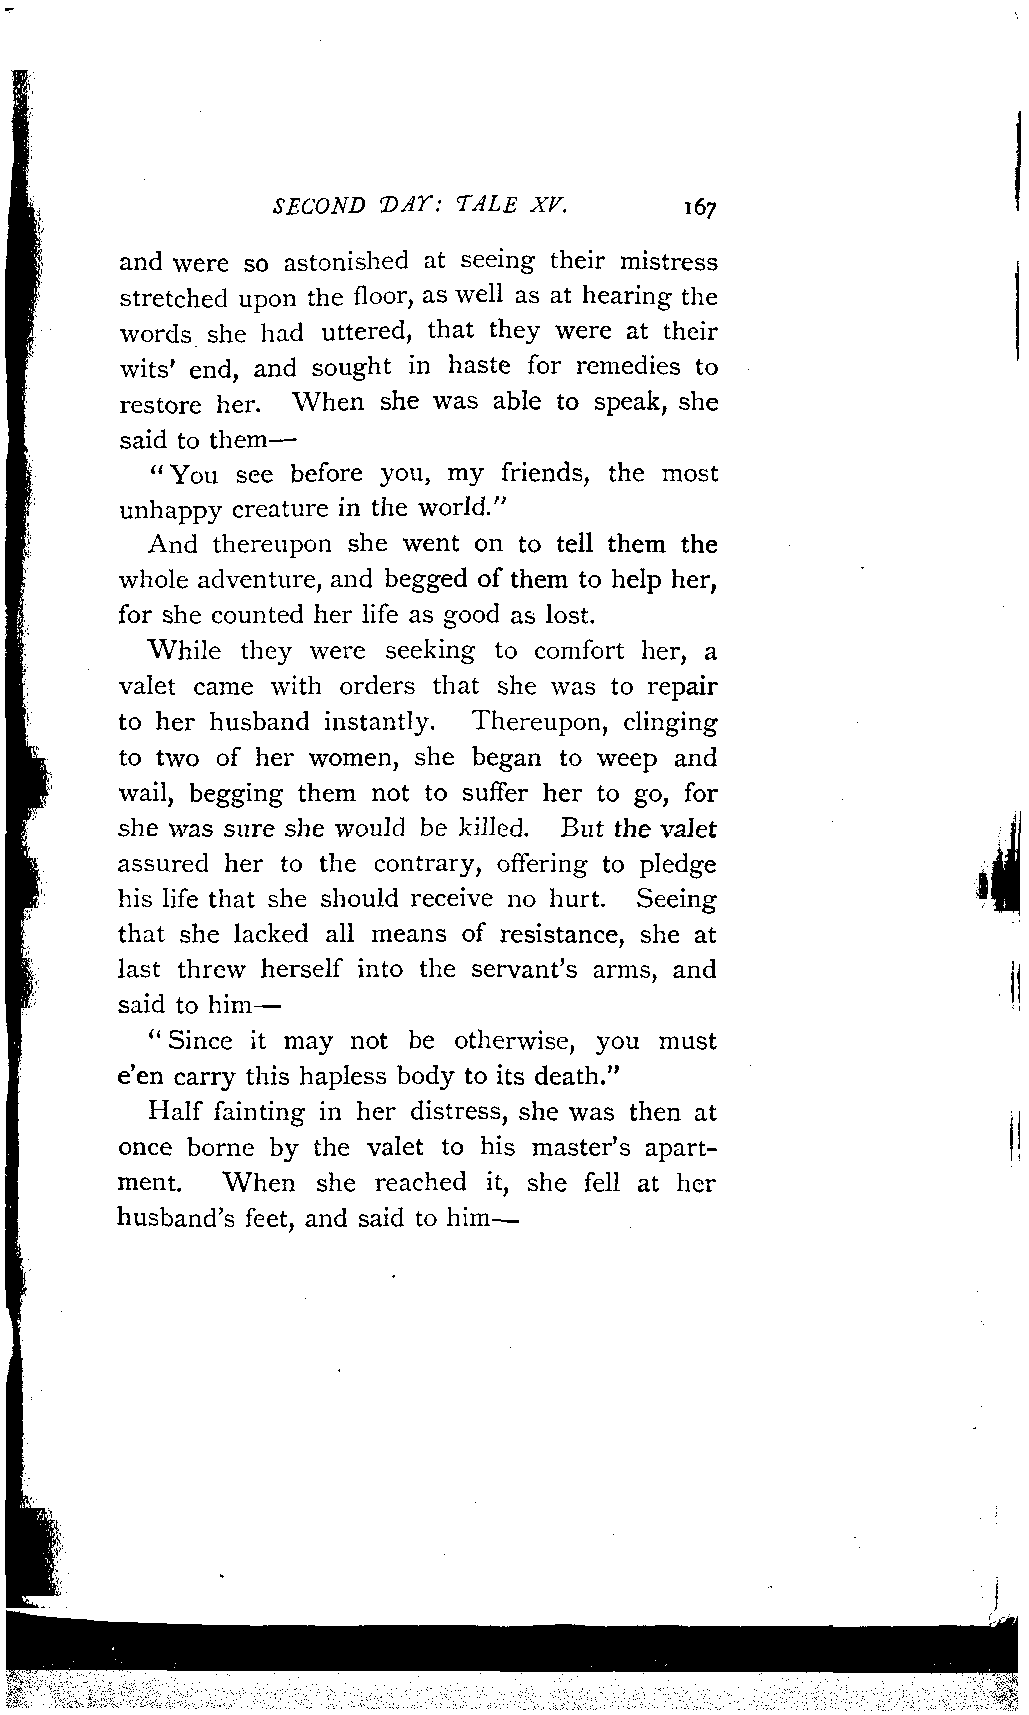 SECOND DAY: TALE XV. 167
and were so astonished at seeing their mistress
stretched upon the floor, as well as at hearing the
words she had uttered, that they were at their
wits' end, and sought in haste for remedies to
restore her. When she was able to speak, she
said to them—
"You see before you, my friends, the most
unhappy creature in the world."
And thereupon she went on to tell them the
whole adventure, and begged of them to help her,
for she counted her life as good as lost.
While they were seeking to comfort her, a
valet came with orders that she was to repair
to her husband instantly. Thereupon, clinging
to two of her women, she began to weep and
wail, begging them not to suffer her to go, for
she was sure she would be killed. But the valet
assured her to the contrary, offering to pledge
his life that she should receive no hurt. Seeing
that she lacked all means of resistance, she at
last threw herself into the servant's arms, and
said to him—
"Since it may not be otherwise, you must
e'en carry this hapless body to its death."
Half fainting in her distress, she was then at
once borne by the valet to his master's apart-
ment. When she reached it, she fell at her
husband's feet, and said to him—